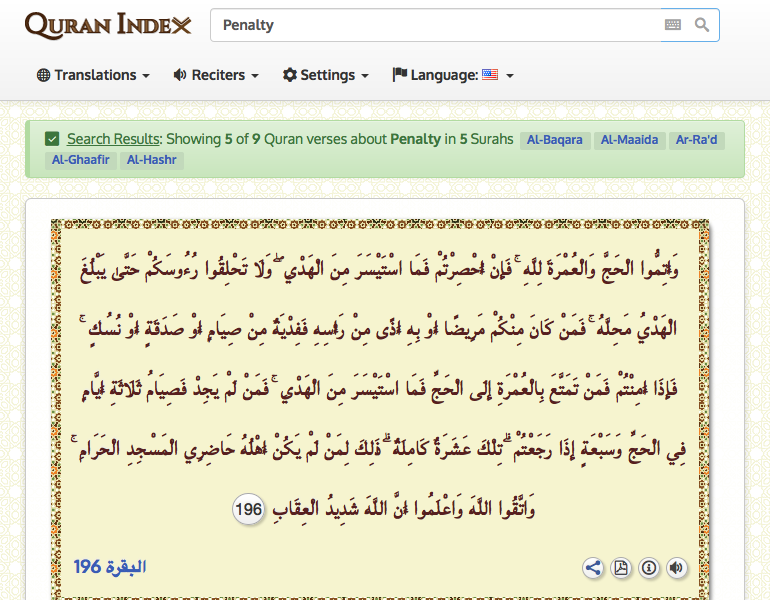 QURAN INDEX
Penalty
Translations Reciters Settings Language:
Search Results: Showing 5 of 9 Quran verses about Penalty in 5 Surahs Al-Baqara Al-Maaida Ar-Ra'd
Al-Ghaafir Al-Hashr
وَأَتِمُّوا الْحَجَّ وَالْعُمْرَةَ لِلَّهِ ۚ فَإِنْ أُحْصِرْتُمْ فَمَا اسْتَيْسَرَ مِنَ الْهَدْيِ ۖ وَلَا تَحْلِقُوا رُءُوسَكُمْ حَتَّىٰ يَبْلُغَ
الْهَدْيُ مَحِلَّهُ ۚ فَمَنْ كَانَ مِنْكُمْ مَرِيضًا أَوْ بِهِ أَذًى مِنْ رَأْسِهِ فَفِدْيَةٌ مِنْ صِيَامٍ أَوْ صَدَقَةٍ أَوْ نُسُكٍ ۚ
فَإِذَا أَمِنْتُمْ فَمَنْ تَمَتَّعَ بِالْعُمْرَةِ إِلَى الْحَجِّ فَمَا اسْتَيْسَرَ مِنَ الْهَدْيِ ۚ فَمَنْ لَمْ يَجِدْ فَصِيَامُ ثَلَاثَةِ أَيَّامٍ
فِي الْحَجِّ وَسَبْعَةٍ إِذَا رَجَعْتُمْ ۗ تِلْكَ عَشَرَةٌ كَامِلَةٌ ۗ ذَٰلِكَ لِمَنْ لَمْ يَكُنْ أَهْلُهُ حَاضِرِي الْمَسْجِدِ الْحَرَامِ ۚ
وَاتَّقُوا اللَّهَ وَاعْلَمُوا أَنَّ اللَّهَ شَدِيدُ الْعِقَابِ 196
البقرة 196